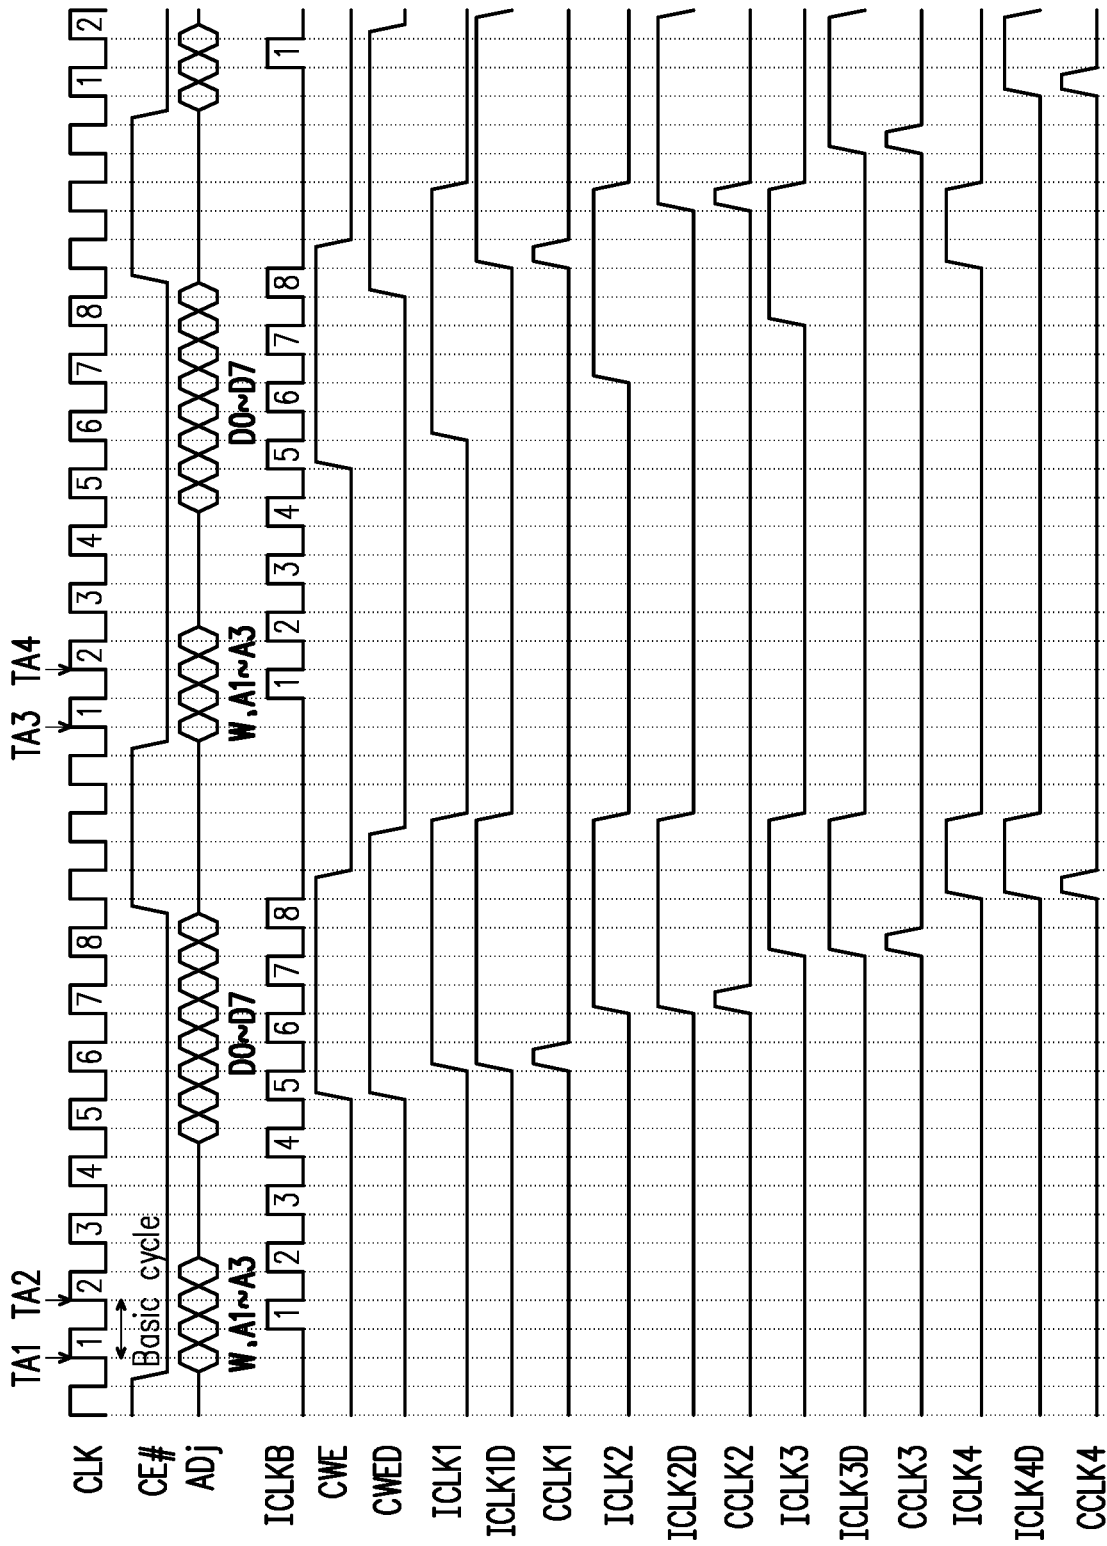 TA1 TA2 TA3 TA4
CLK 1 2 3 4 5 6 7 8 1 2 3 4 5 6 7 8 1 2
CE# Basic cycle
ADj
W,A1~A3 D0~D7 W,A1~A3 D0~D7
ICLKB 1 2 3 4 5 6 7 8 1 2 3 4 5 6 7 8 1
CWE
CWED
ICLK1
ICLK1D
CCLK1
ICLK2
ICLK2D
CCLK2
ICLK3
ICLK3D
CCLK3
ICLK4
ICLK4D
CCLK4